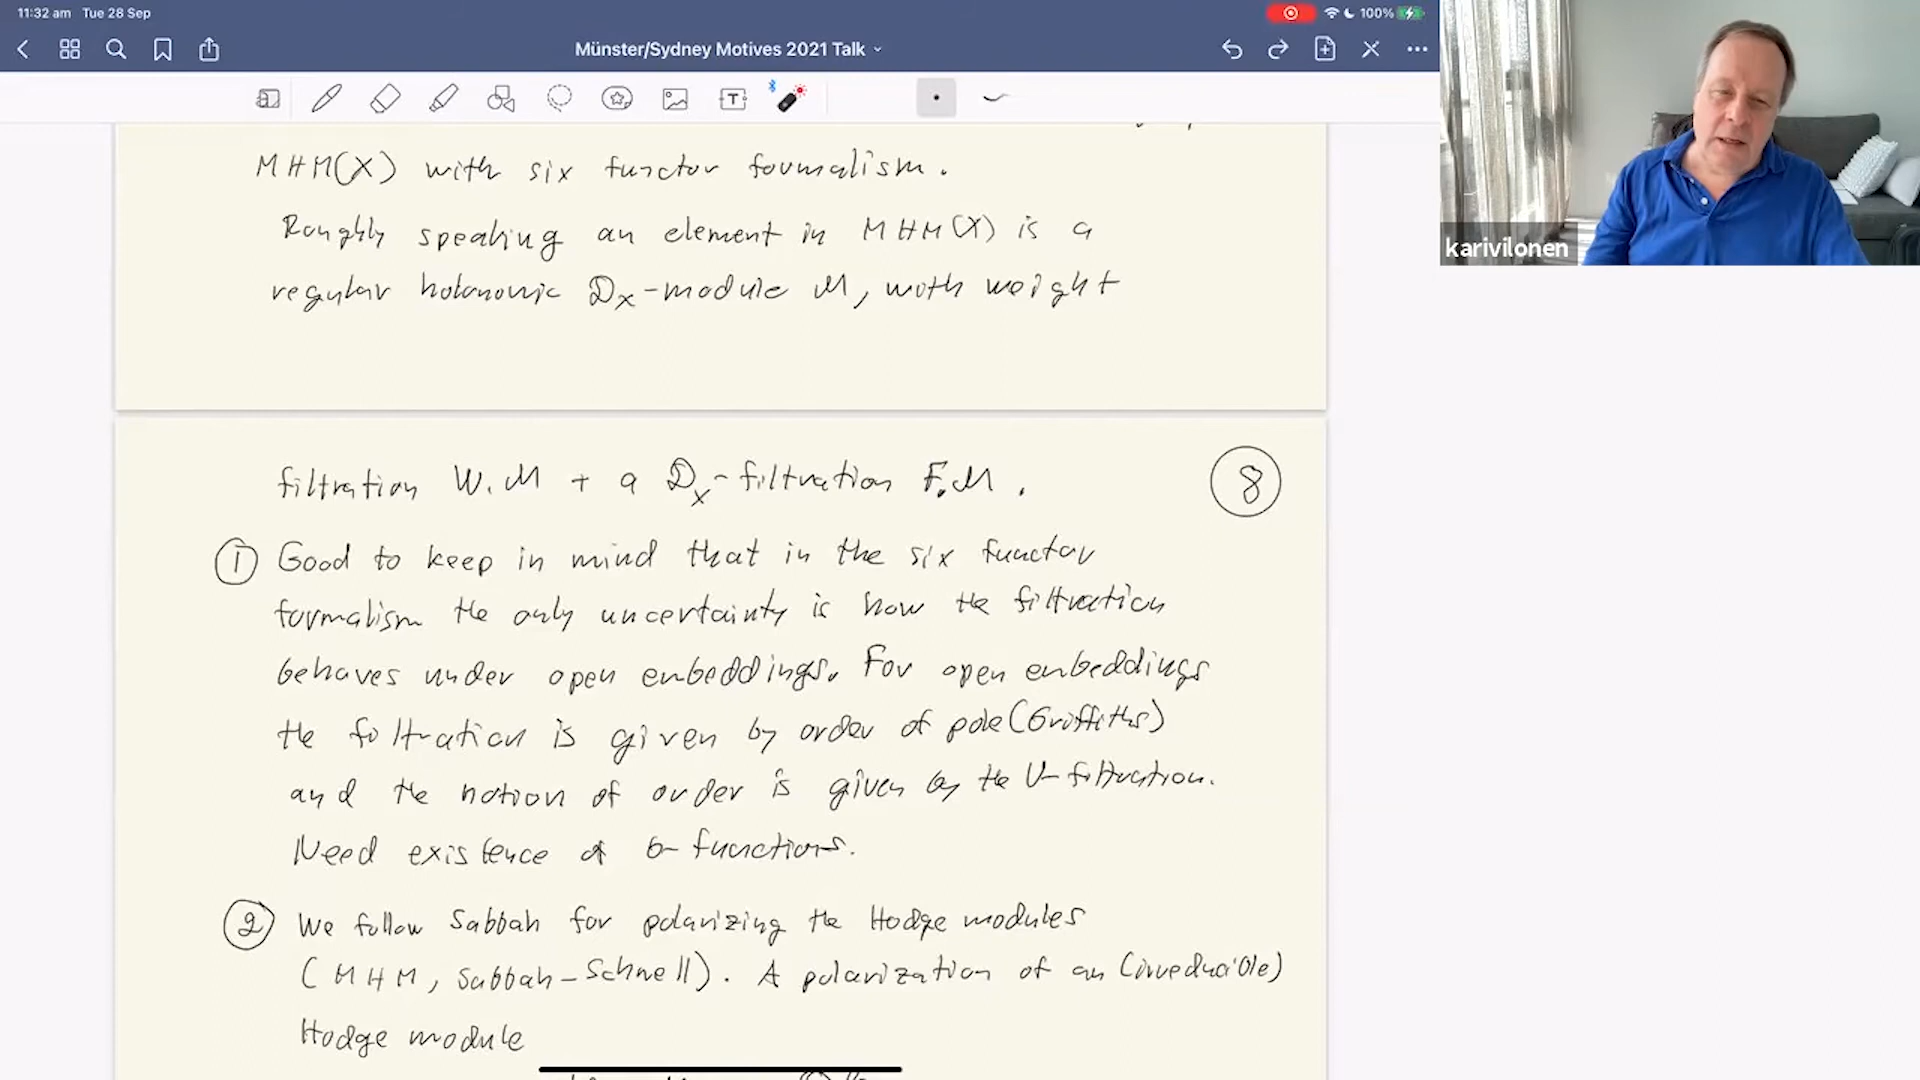 11:32 am Tue 28 Sep
100%
Münster/Sydney Motives 2021 Talk
karivilonen
MHM(X) with six functor formalism.
Roughly speaking an element in MHM(X) is a
regular holonomic 𝒟_X-module ℳ, with weight
filtration W.ℳ + a 𝒟_X-filtration F.ℳ.
8
① Good to keep in mind that in the six functor
formalism the only uncertainty is how the filtration
behaves under open embeddings. For open embeddings
the filtration is given by order of pole (Griffiths)
and the notion of order is given by the V-filtration.
Need existence of b-functions.
② We follow Sabbah for polarizing the Hodge modules
(MHM, Sabbah-Schnell). A polarization of an (irreducible)
Hodge module